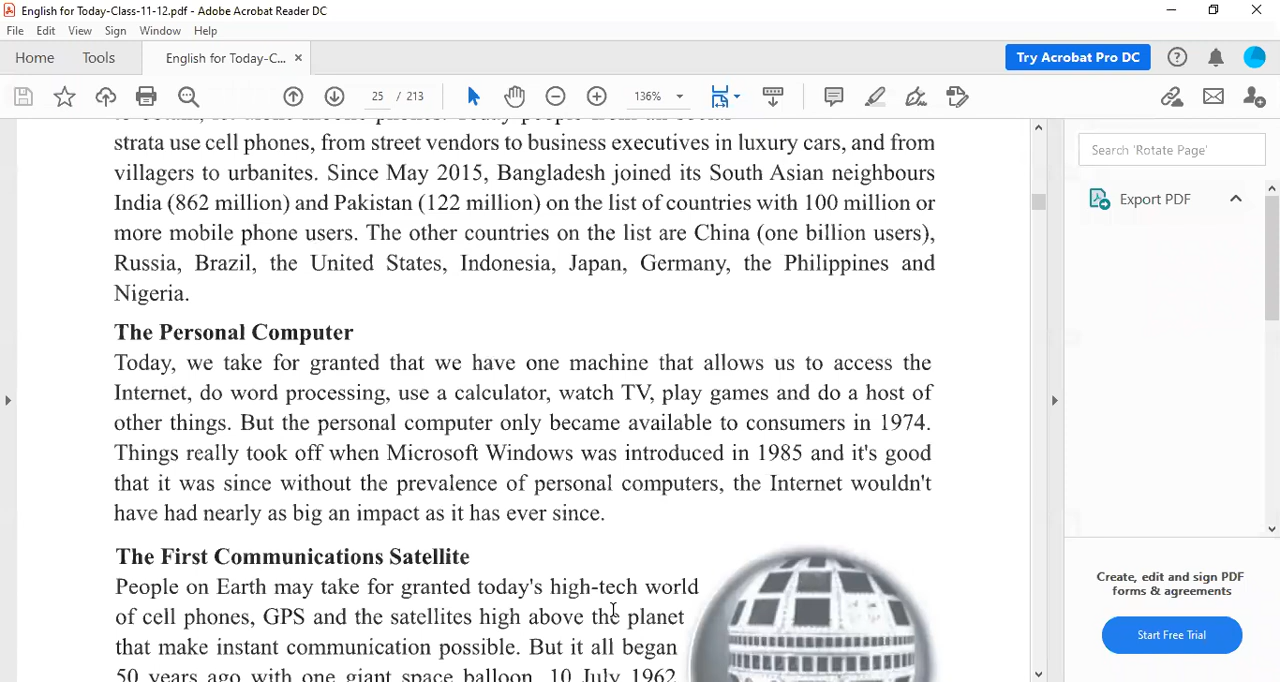 English for Today-Class-11-12.pdf - Adobe Acrobat Reader DC
File Edit View Sign Window Help
Home Tools English for Today-C... × Try Acrobat Pro DC
25 / 213 136%
strata use cell phones, from street vendors to business executives in luxury cars, and from
villagers to urbanites. Since May 2015, Bangladesh joined its South Asian neighbours
India (862 million) and Pakistan (122 million) on the list of countries with 100 million or
more mobile phone users. The other countries on the list are China (one billion users),
Russia, Brazil, the United States, Indonesia, Japan, Germany, the Philippines and
Nigeria.
The Personal Computer
Today, we take for granted that we have one machine that allows us to access the
Internet, do word processing, use a calculator, watch TV, play games and do a host of
other things. But the personal computer only became available to consumers in 1974.
Things really took off when Microsoft Windows was introduced in 1985 and it's good
that it was since without the prevalence of personal computers, the Internet wouldn't
have had nearly as big an impact as it has ever since.
The First Communications Satellite
People on Earth may take for granted today's high-tech world
of cell phones, GPS and the satellites high above the planet
that make instant communication possible. But it all began
50 years ago with one giant space balloon. 10 July 1962
Search 'Rotate Page'
Export PDF
Create, edit and sign PDF
forms & agreements
Start Free Trial